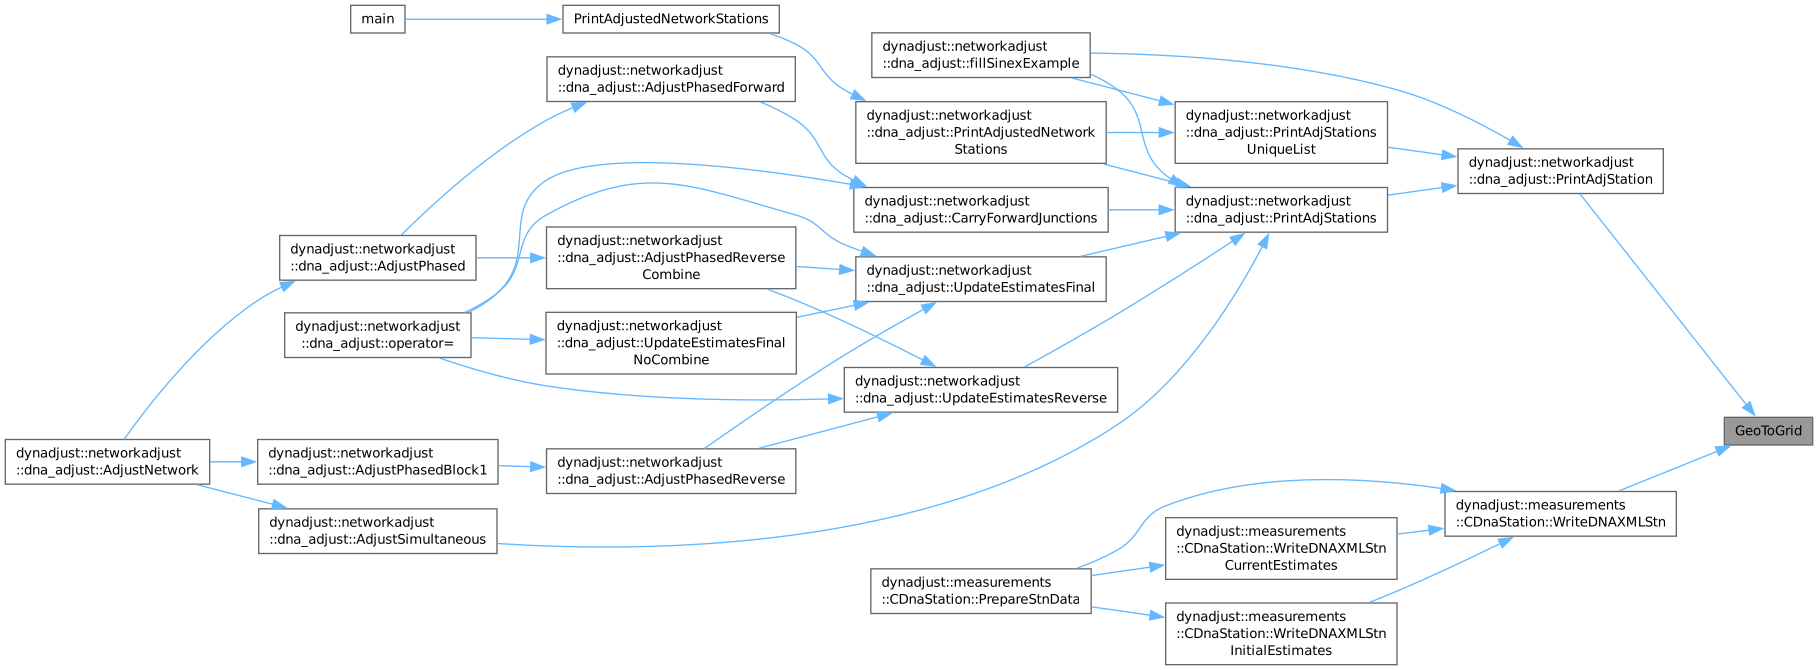 main
PrintAdjustedNetworkStations
dynadjust::networkadjust
::dna_adjust::fillSinexExample
dynadjust::networkadjust
::dna_adjust::AdjustPhasedForward
dynadjust::networkadjust
::dna_adjust::PrintAdjustedNetwork
Stations
dynadjust::networkadjust
::dna_adjust::PrintAdjStations
UniqueList
dynadjust::networkadjust
::dna_adjust::PrintAdjStation
dynadjust::networkadjust
::dna_adjust::CarryForwardJunctions
dynadjust::networkadjust
::dna_adjust::PrintAdjStations
dynadjust::networkadjust
::dna_adjust::AdjustPhased
dynadjust::networkadjust
::dna_adjust::AdjustPhasedReverse
Combine
dynadjust::networkadjust
::dna_adjust::UpdateEstimatesFinal
dynadjust::networkadjust
::dna_adjust::operator=
dynadjust::networkadjust
::dna_adjust::UpdateEstimatesFinal
NoCombine
dynadjust::networkadjust
::dna_adjust::UpdateEstimatesReverse
GeoToGrid
dynadjust::networkadjust
::dna_adjust::AdjustNetwork
dynadjust::networkadjust
::dna_adjust::AdjustPhasedBlock1
dynadjust::networkadjust
::dna_adjust::AdjustPhasedReverse
dynadjust::networkadjust
::dna_adjust::AdjustSimultaneous
dynadjust::measurements
::CDnaStation::WriteDNAXMLStn
dynadjust::measurements
::CDnaStation::WriteDNAXMLStn
CurrentEstimates
dynadjust::measurements
::CDnaStation::PrepareStnData
dynadjust::measurements
::CDnaStation::WriteDNAXMLStn
InitialEstimates